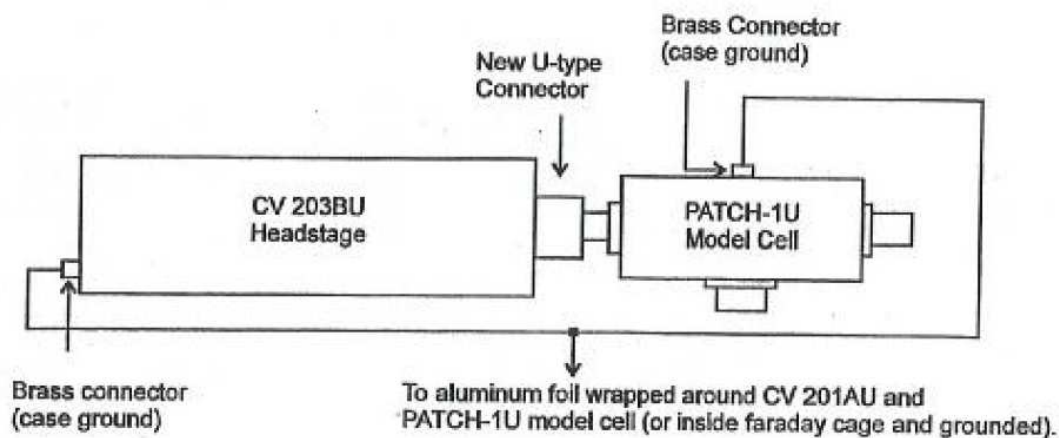 Brass Connector
(case ground)
New U-type
Connector
CV 203BU
Headstage
PATCH-1U
Model Cell
Brass connector
(case ground)
To aluminum foil wrapped around CV 201AU and
PATCH-1U model cell (or inside faraday cage and grounded).